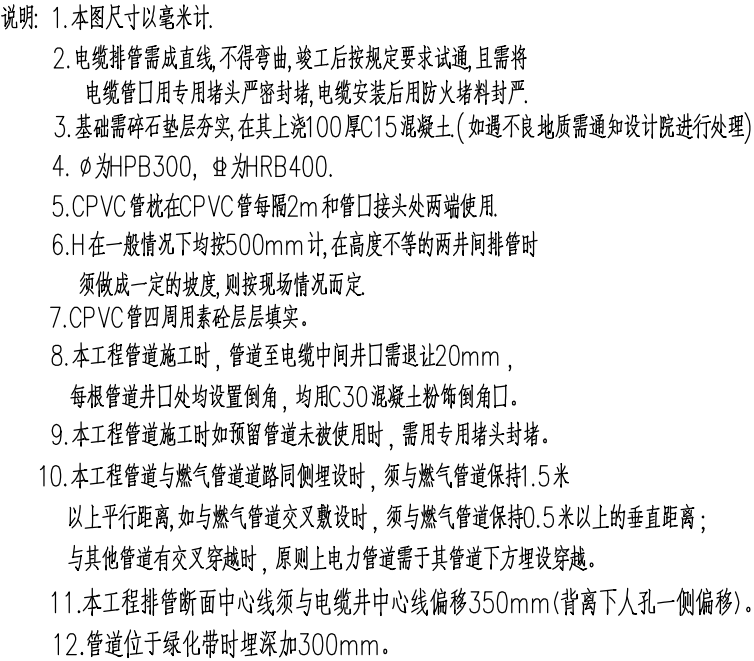 说明: 1.本图尺寸以毫米计.
2.电缆排管需成直线,不得弯曲,竣工后按规定要求试通,且需将
电缆管口用专用堵头严密封堵,电缆安装后用防火堵料封严.
3.基础需碎石垫层夯实,在其上浇100厚C15混凝土.(如遇不良地质需通知设计院进行处理)
4. φ为HPB300, 为HRB400.
5.CPVC管枕在CPVC管每隔2m和管口接头处两端使用.
6.H在一般情况下均按500mm计,在高度不等的两井间排管时
须做成一定的坡度,则按现场情况而定.
7.CPVC管四周用素砼层层填实。
8.本工程管道施工时,管道至电缆中间井口需退让20mm,
每根管道井口处均设置倒角,均用C30混凝土粉饰倒角口。
9.本工程管道施工时如预留管道未被使用时,需用专用堵头封堵。
10.本工程管道与燃气管道道路同侧埋设时,须与燃气管道保持1.5米
以上平行距离,如与燃气管道交叉敷设时,须与燃气管道保持0.5米以上的垂直距离;
与其他管道有交叉穿越时,原则上电力管道需于其管道下方埋设穿越。
11.本工程排管断面中心线须与电缆井中心线偏移350mm(背离下人孔一侧偏移)。
12.管道位于绿化带时埋深加300mm。